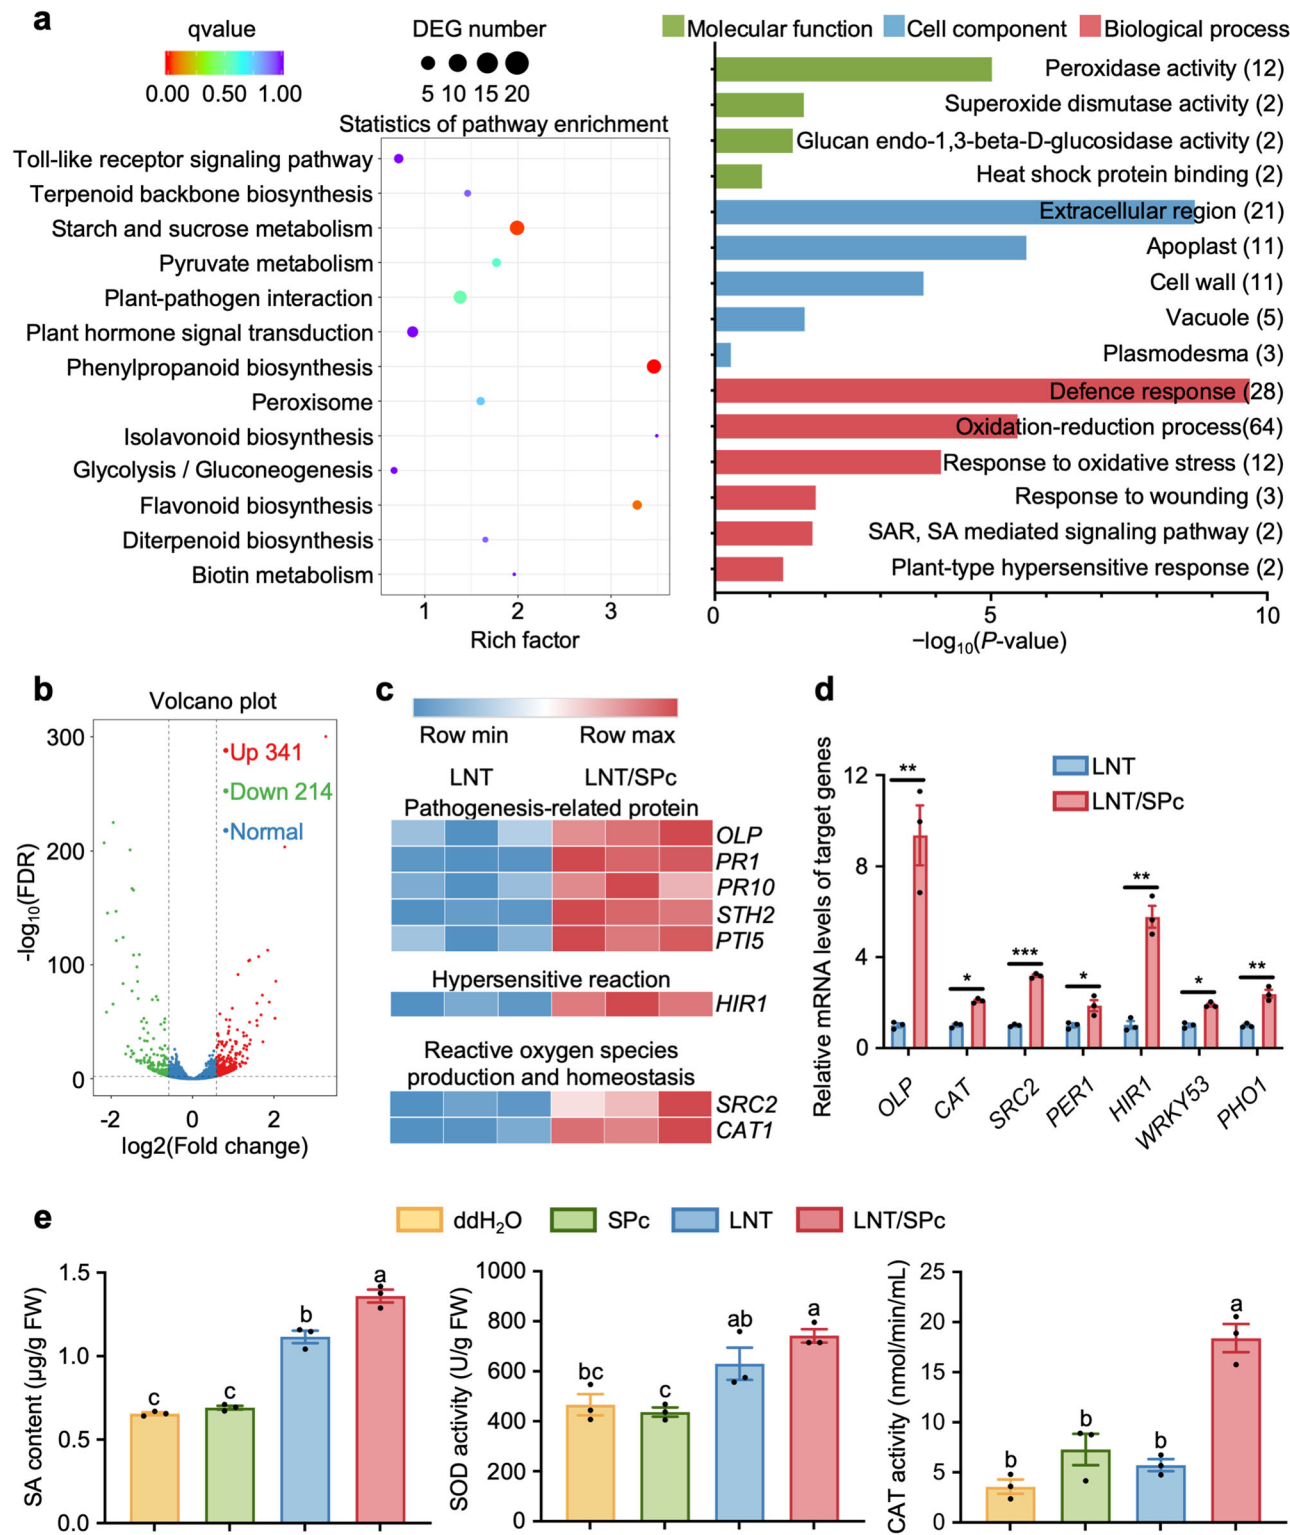 a
qvalue
0.00 0.50 1.00
DEG number
5 10 15 20
Statistics of pathway enrichment
Toll-like receptor signaling pathway
Terpenoid backbone biosynthesis
Starch and sucrose metabolism
Pyruvate metabolism
Plant-pathogen interaction
Plant hormone signal transduction
Phenylpropanoid biosynthesis
Peroxisome
Isolavonoid biosynthesis
Glycolysis / Gluconeogenesis
Flavonoid biosynthesis
Diterpenoid biosynthesis
Biotin metabolism
1 2 3
Rich factor
Molecular function Cell component Biological process
Peroxidase activity (12)
Superoxide dismutase activity (2)
Glucan endo-1,3-beta-D-glucosidase activity (2)
Heat shock protein binding (2)
Extracellular region (21)
Apoplast (11)
Cell wall (11)
Vacuole (5)
Plasmodesma (3)
Defence response (28)
Oxidation-reduction process(64)
Response to oxidative stress (12)
Response to wounding (3)
SAR, SA mediated signaling pathway (2)
Plant-type hypersensitive response (2)
0 5 10
−log10(P-value)
b
Volcano plot
Up 341
Down 214
Normal
300
200
100
0
-log10(FDR)
-2 0 2
log2(Fold change)
c
Row min Row max
LNT LNT/SPc
Pathogenesis-related protein
OLP
PR1
PR10
STH2
PTI5
Hypersensitive reaction
HIR1
Reactive oxygen species
production and homeostasis
SRC2
CAT1
d
LNT
LNT/SPc
Relative mRNA levels of target genes
12
8
4
0
** * *** * ** * **
OLP CAT SRC2 PER1 HIR1 WRKY53 PHO1
e
ddH2O SPc LNT LNT/SPc
SA content (µg/g FW)
1.5
1.0
0.5
0.0
c c b a
SOD activity (U/g FW)
1000
800
600
400
200
0
bc c ab a
CAT activity (nmol/min/mL)
25
20
15
10
5
0
b b b a